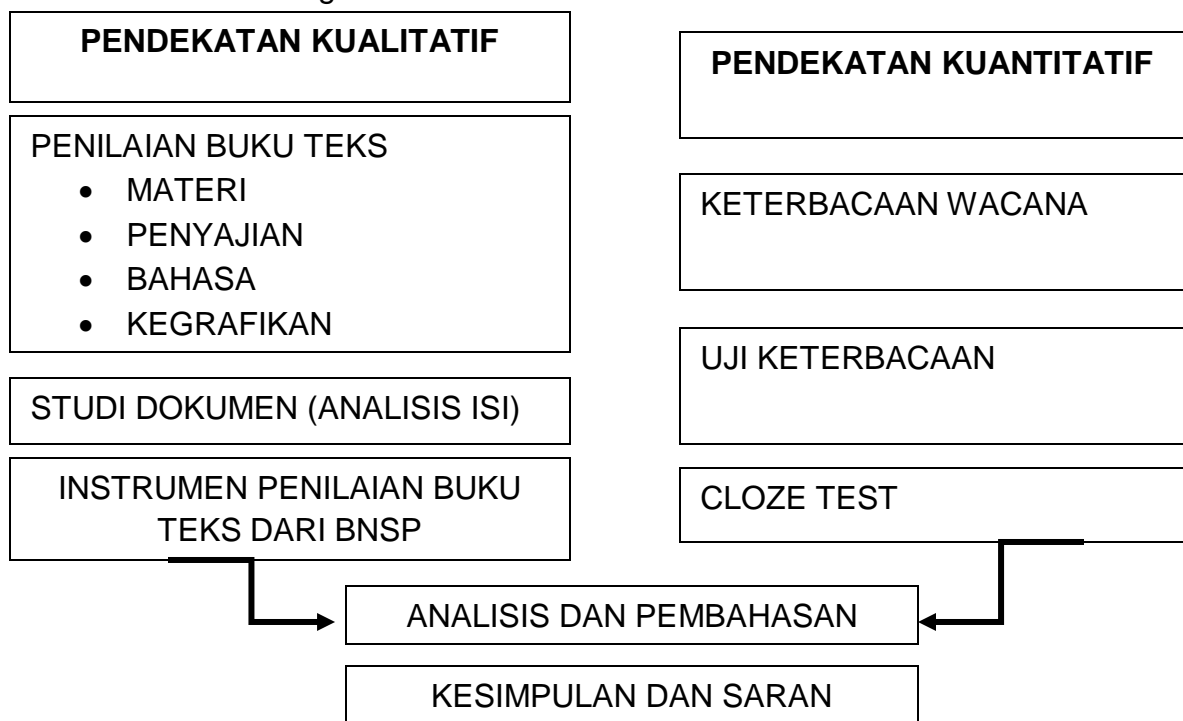 PENDEKATAN KUALITATIF
PENILAIAN BUKU TEKS
• MATERI
• PENYAJIAN
• BAHASA
• KEGRAFIKAN
STUDI DOKUMEN (ANALISIS ISI)
INSTRUMEN PENILAIAN BUKU
TEKS DARI BNSP
PENDEKATAN KUANTITATIF
KETERBACAAN WACANA
UJI KETERBACAAN
CLOZE TEST
ANALISIS DAN PEMBAHASAN
KESIMPULAN DAN SARAN